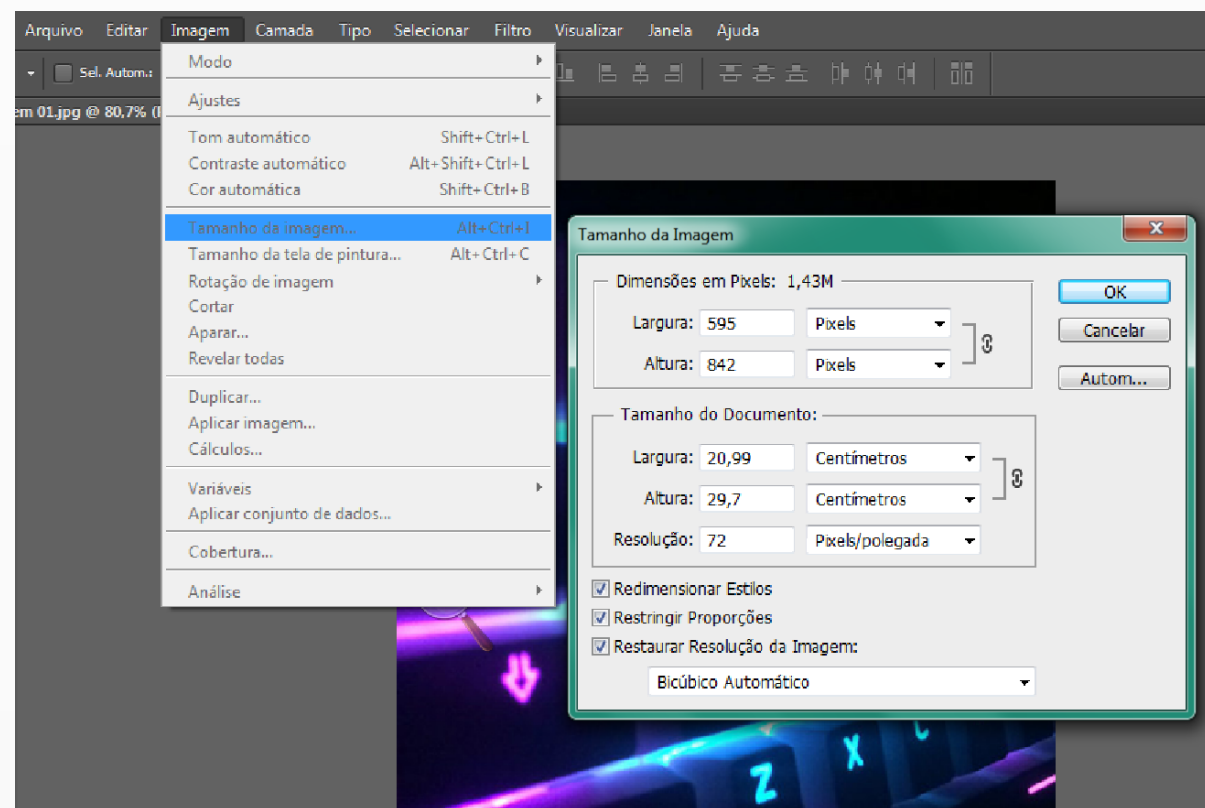 Arquivo Editar Imagem Camada Tipo Selecionar Filtro Visualizar Janela Ajuda
Sel. Autom.:
em 01.jpg @ 80,7% (
Modo
Ajustes
Tom automático Shift+Ctrl+L
Contraste automático Alt+Shift+Ctrl+L
Cor automática Shift+Ctrl+B
Tamanho da imagem... Alt+Ctrl+I
Tamanho da tela de pintura... Alt+Ctrl+C
Rotação de imagem
Cortar
Aparar...
Revelar todas
Duplicar...
Aplicar imagem...
Cálculos...
Variáveis
Aplicar conjunto de dados...
Cobertura...
Análise
Tamanho da Imagem
Dimensões em Pixels: 1,43M
Largura: 595 Pixels
Altura: 842 Pixels
OK
Cancelar
Autom...
Tamanho do Documento:
Largura: 20,99 Centímetros
Altura: 29,7 Centímetros
Resolução: 72 Pixels/polegada
Redimensionar Estilos
Restringir Proporções
Restaurar Resolução da Imagem:
Bicúbico Automático
Z X